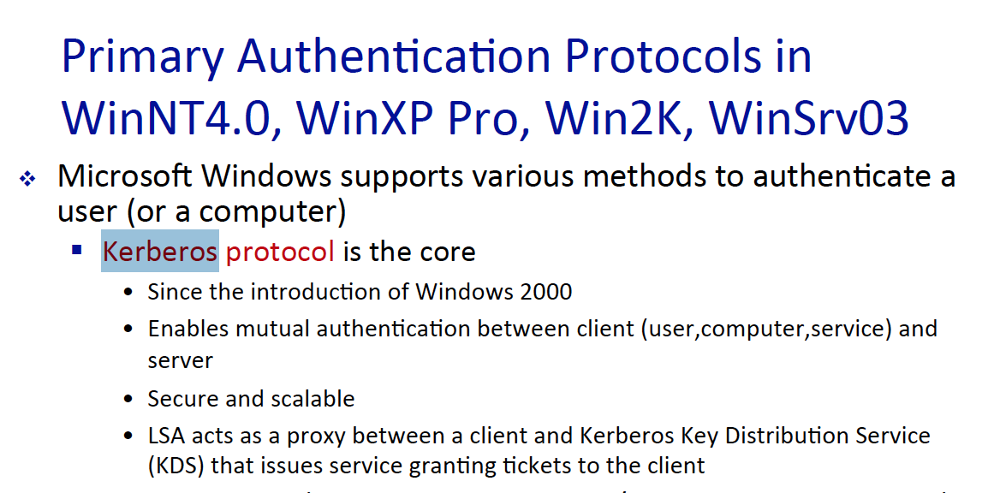 Primary Authentication Protocols in
WinNT4.0, WinXP Pro, Win2K, WinSrv03
Microsoft Windows supports various methods to authenticate a
user (or a computer)
Kerberos protocol is the core
Since the introduction of Windows 2000
Enables mutual authentication between client (user,computer,service) and
server
Secure and scalable
LSA acts as a proxy between a client and Kerberos Key Distribution Service
(KDS) that issues service granting tickets to the client